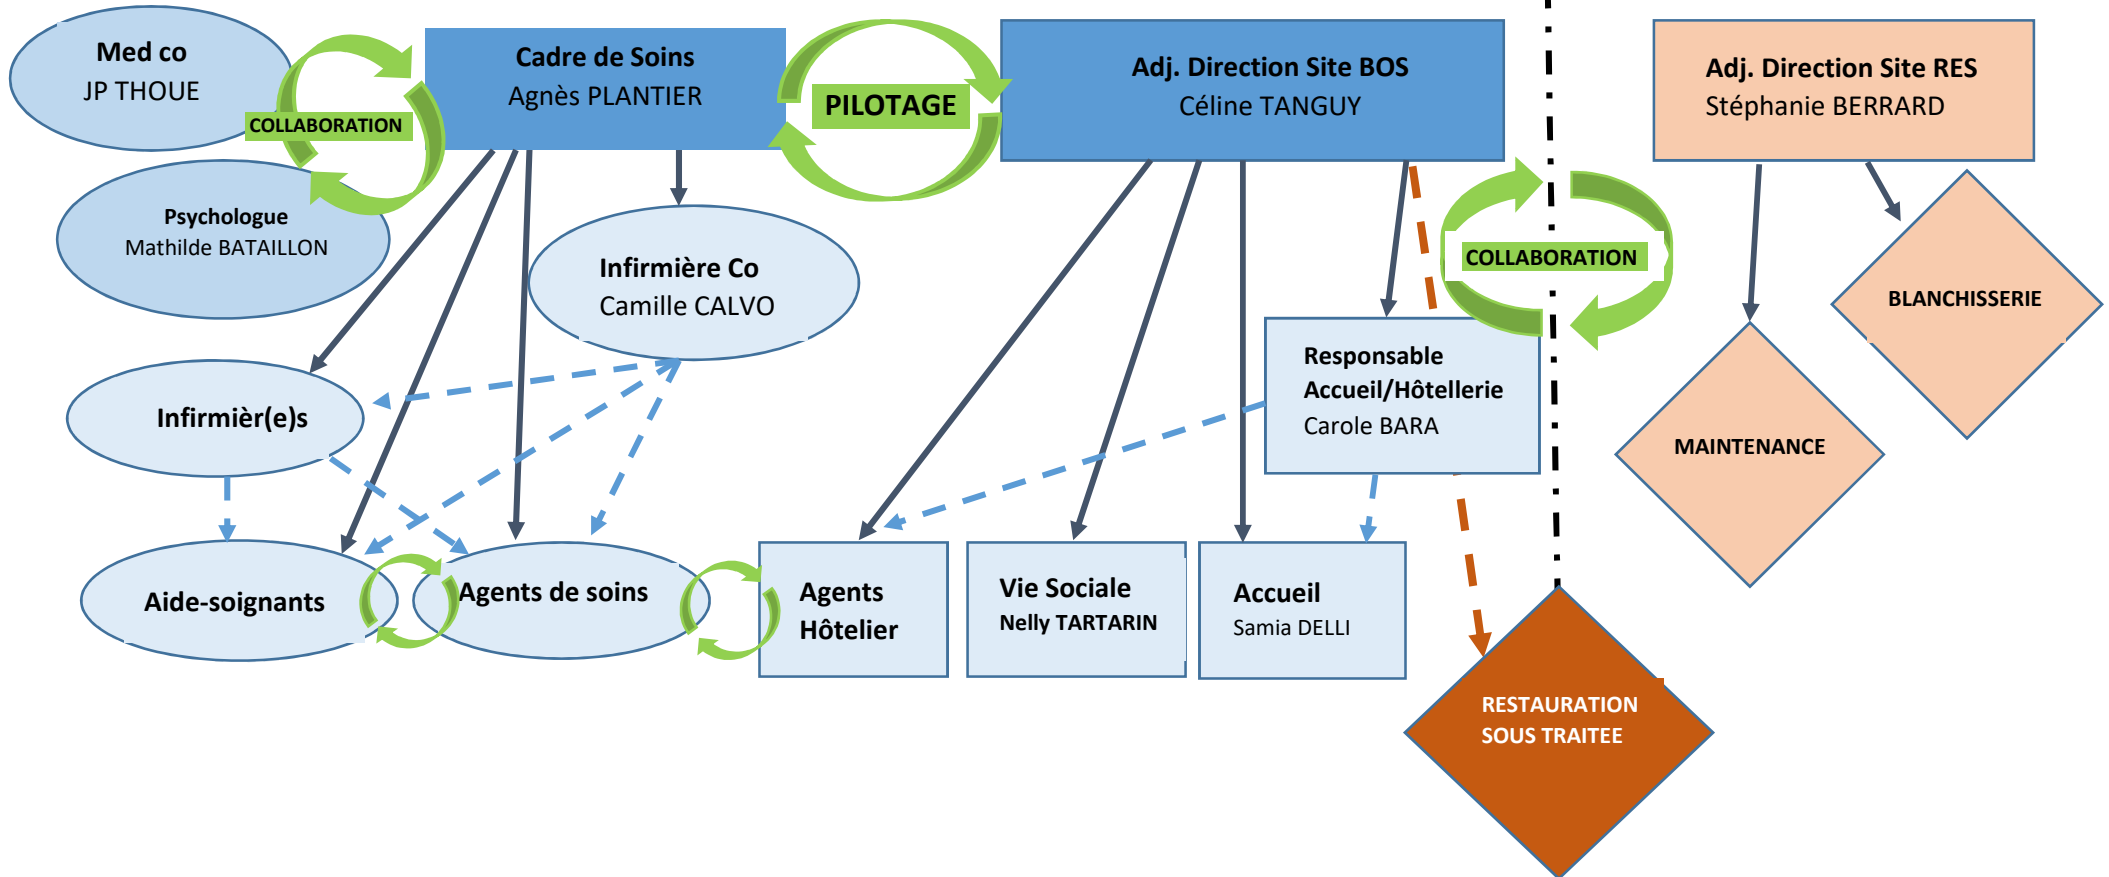 Med co
JP THOUE
COLLABORATION
Psychologue
Mathilde BATAILLON
Cadre de Soins
Agnès PLANTIER
PILOTAGE
Adj. Direction Site BOS
Céline TANGUY
Adj. Direction Site RES
Stéphanie BERRARD
COLLABORATION
Infirmière Co
Camille CALVO
BLANCHISSERIE
MAINTENANCE
Responsable
Accueil/Hôtellerie
Carole BARA
Infirmièr(e)s
Aide-soignants
Agents de soins
Agents
Hôtelier
Vie Sociale
Nelly TARTARIN
Accueil
Samia DELLI
RESTAURATION
SOUS TRAITEE